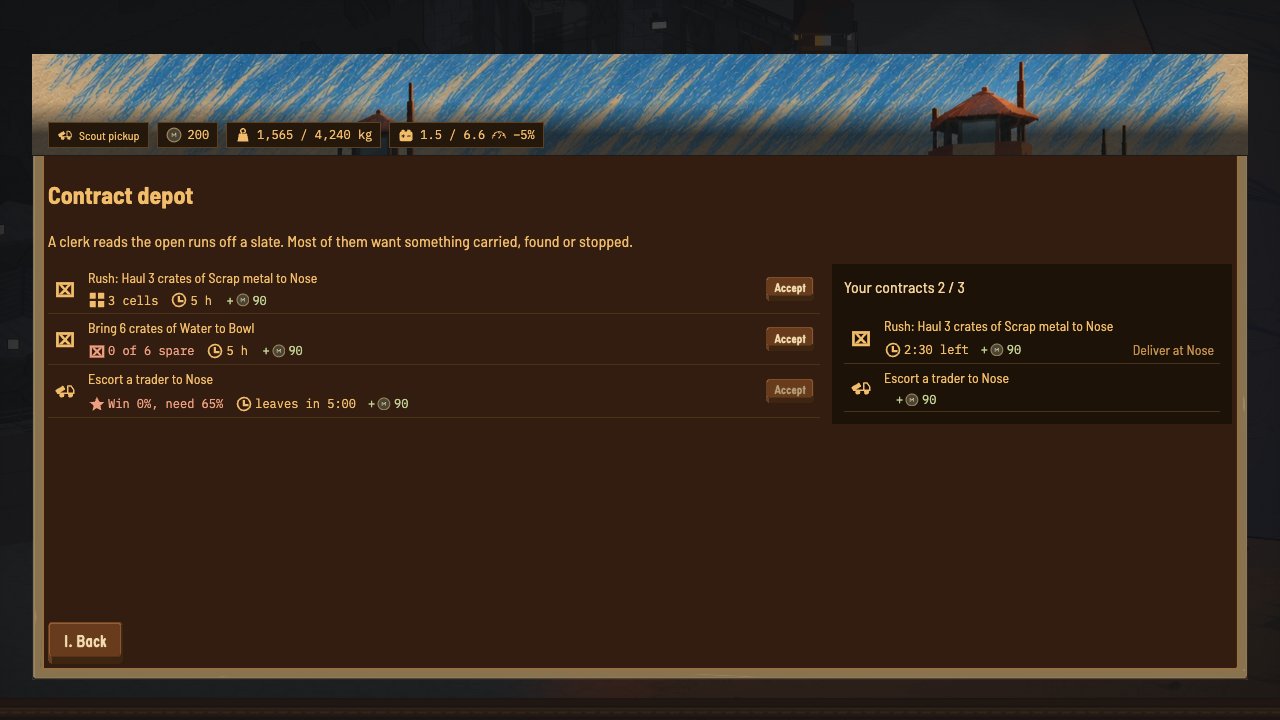 Scout pickup
M 200
1,565 / 4,240 kg
1.5 / 6.6 -5%
Contract depot
A clerk reads the open runs off a slate. Most of them want something carried, found or stopped.
Rush: Haul 3 crates of Scrap metal to Nose
3 cells 5 h + M 90
Accept
Bring 6 crates of Water to Bowl
0 of 6 spare 5 h + M 90
Accept
Escort a trader to Nose
Win 0%, need 65% leaves in 5:00 + M 90
Accept
Your contracts 2 / 3
Rush: Haul 3 crates of Scrap metal to Nose
2:30 left + M 90 Deliver at Nose
Escort a trader to Nose
+ M 90
1. Back